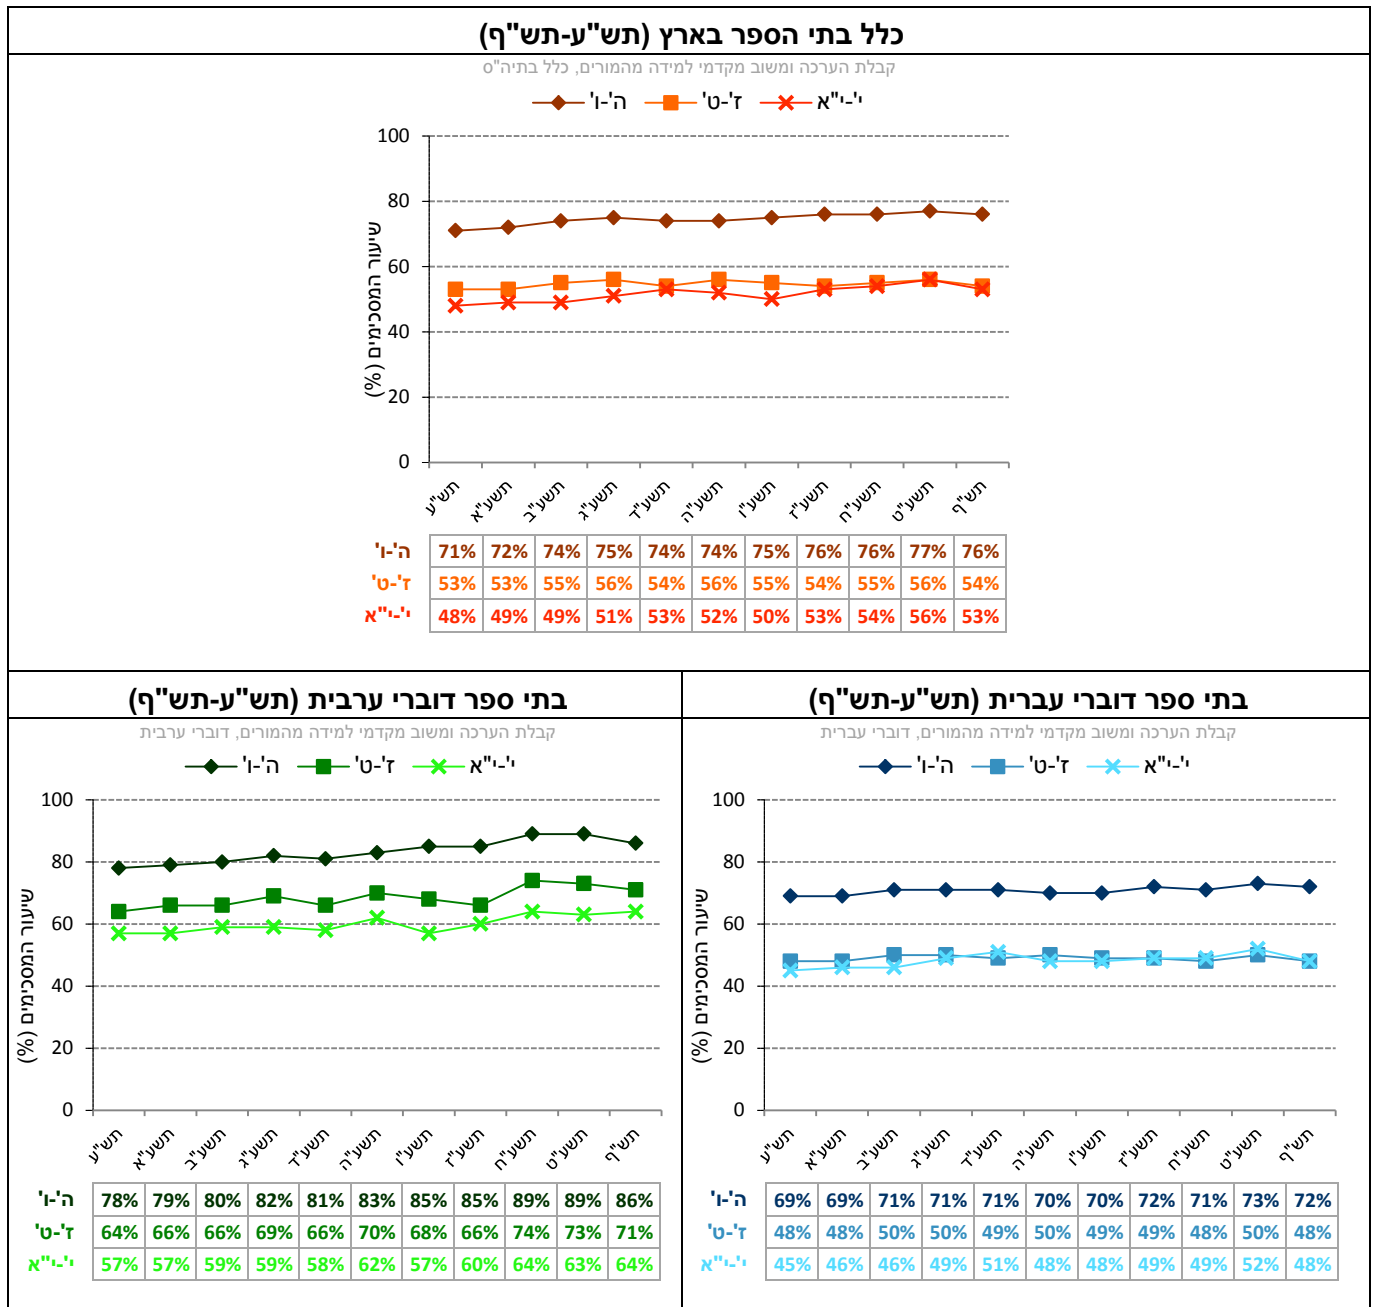 כלל בתי הספר בארץ (תש"ע-תש"ף)
קבלת הערכה ומשוב מקדמי למידה מהמורים, כלל בתיה"ס
ה'-ו' ז'-ט' י'-י"א
שיעור המסכימים (%)
100
80
60
40
20
0
תש"ע תשע"א תשע"ב תשע"ג תשע"ד תשע"ה תשע"ו תשע"ז תשע"ח תשע"ט תש"ף
ה'-ו' 71% 72% 74% 75% 74% 74% 75% 76% 76% 77% 76%
ז'-ט' 53% 53% 55% 56% 54% 56% 55% 54% 55% 56% 54%
י'-י"א 48% 49% 49% 51% 53% 52% 50% 53% 54% 56% 53%
בתי ספר דוברי עברית (תש"ע-תש"ף)
קבלת הערכה ומשוב מקדמי למידה מהמורים, דוברי עברית
ה'-ו' ז'-ט' י'-י"א
שיעור המסכימים (%)
100
80
60
40
20
0
תש"ע תשע"א תשע"ב תשע"ג תשע"ד תשע"ה תשע"ו תשע"ז תשע"ח תשע"ט תש"ף
ה'-ו' 69% 69% 71% 71% 71% 70% 70% 72% 71% 73% 72%
ז'-ט' 48% 48% 50% 50% 49% 50% 49% 49% 48% 50% 48%
י'-י"א 45% 46% 46% 49% 51% 48% 48% 49% 49% 52% 48%
בתי ספר דוברי ערבית (תש"ע-תש"ף)
קבלת הערכה ומשוב מקדמי למידה מהמורים, דוברי ערבית
ה'-ו' ז'-ט' י'-י"א
שיעור המסכימים (%)
100
80
60
40
20
0
תש"ע תשע"א תשע"ב תשע"ג תשע"ד תשע"ה תשע"ו תשע"ז תשע"ח תשע"ט תש"ף
ה'-ו' 78% 79% 80% 82% 81% 83% 85% 85% 89% 89% 86%
ז'-ט' 64% 66% 66% 69% 66% 70% 68% 66% 74% 73% 71%
י'-י"א 57% 57% 59% 59% 58% 62% 57% 60% 64% 63% 64%